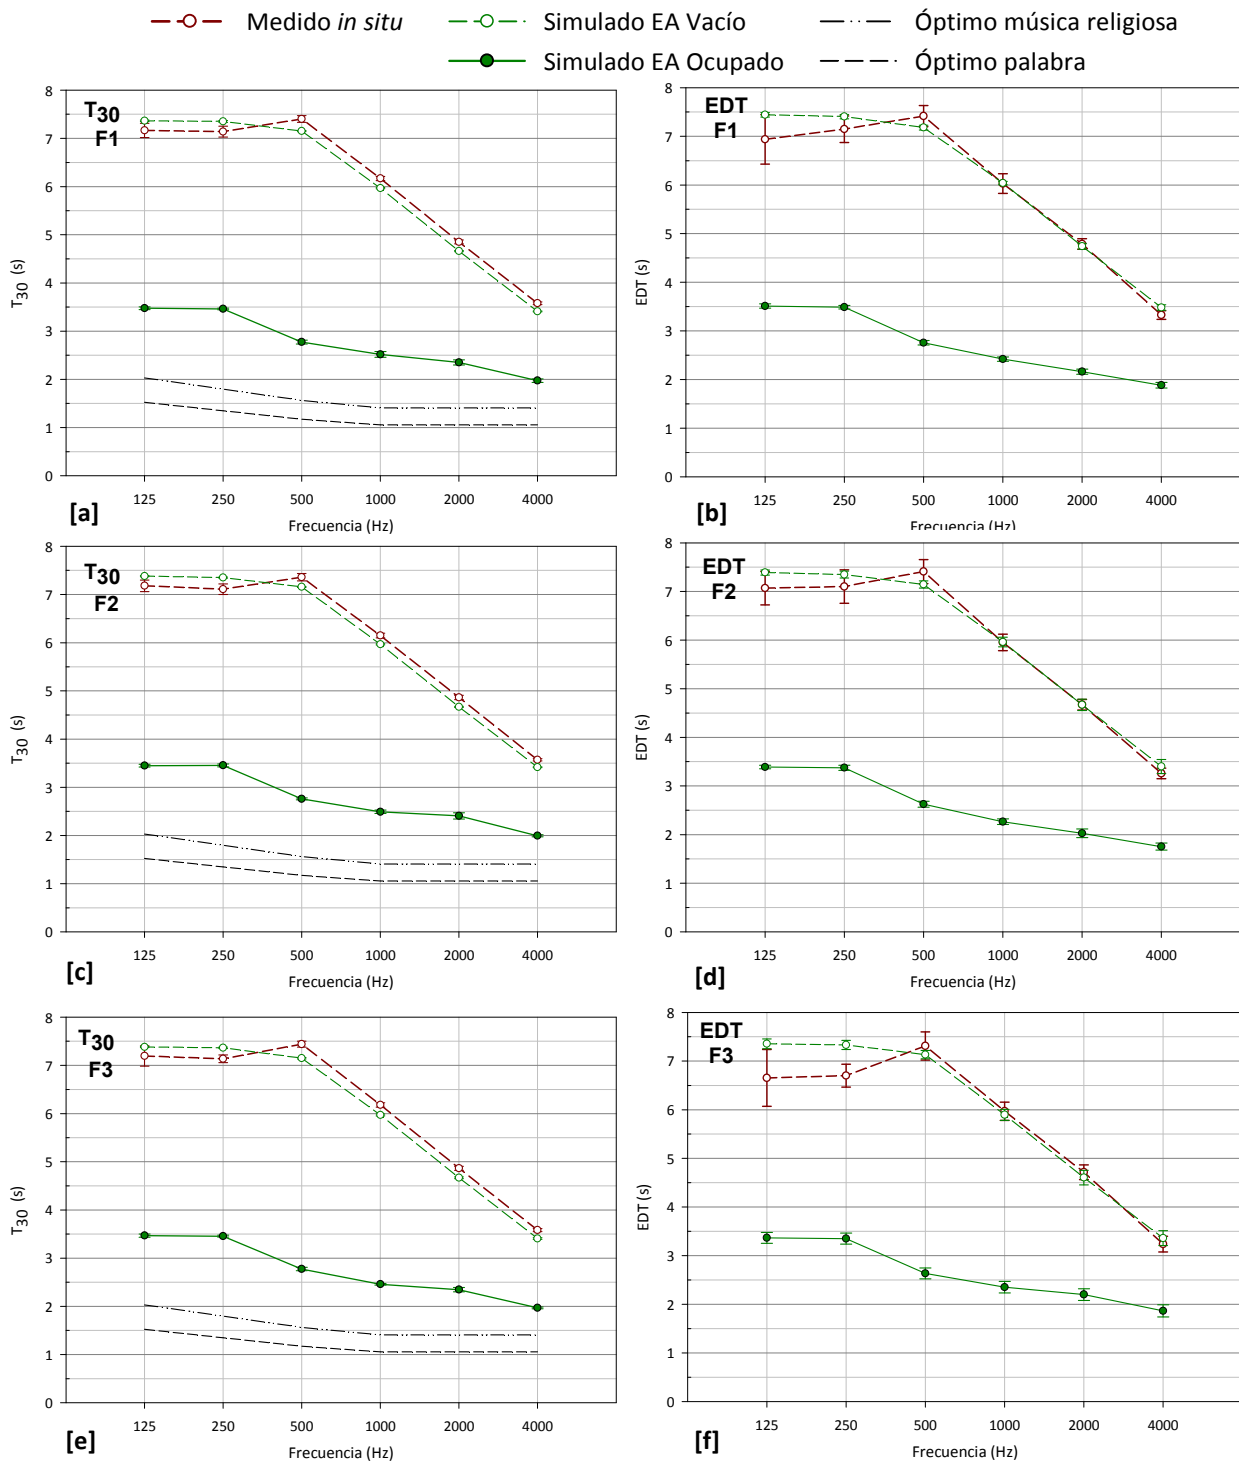 Medido in situ
Simulado EA Vacío
Óptimo música religiosa
Simulado EA Ocupado
Óptimo palabra
8
7
6
5
4
3
2
1
0
T30
F1
T30 (s)
125 250 500 1000 2000 4000
Frecuencia (Hz)
[a]
8
7
6
5
4
3
2
1
0
EDT
F1
EDT (s)
125 250 500 1000 2000 4000
Frecuencia (Hz)
[b]
8
7
6
5
4
3
2
1
0
T30
F2
T30 (s)
125 250 500 1000 2000 4000
Frecuencia (Hz)
[c]
8
7
6
5
4
3
2
1
0
EDT
F2
EDT (s)
125 250 500 1000 2000 4000
Frecuencia (Hz)
[d]
8
7
6
5
4
3
2
1
0
T30
F3
T30 (s)
125 250 500 1000 2000 4000
Frecuencia (Hz)
[e]
8
7
6
5
4
3
2
1
0
EDT
F3
EDT (s)
125 250 500 1000 2000 4000
Frecuencia (Hz)
[f]